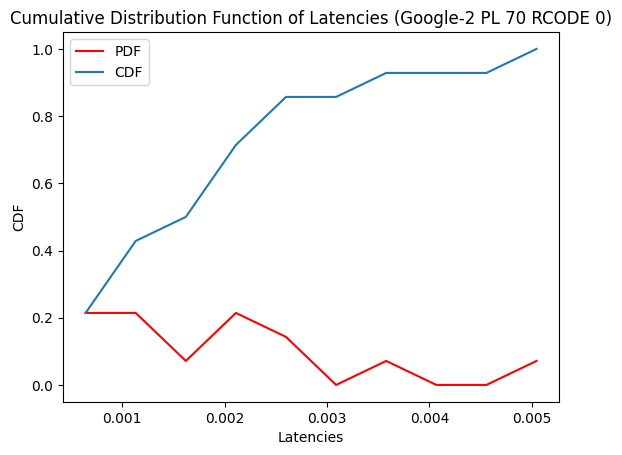 Cumulative Distribution Function of Latencies (Google-2 PL 70 RCODE 0)
PDF
CDF
1.0
0.8
0.6
0.4
0.2
0.0
CDF
0.001
0.002
0.003
0.004
0.005
Latencies